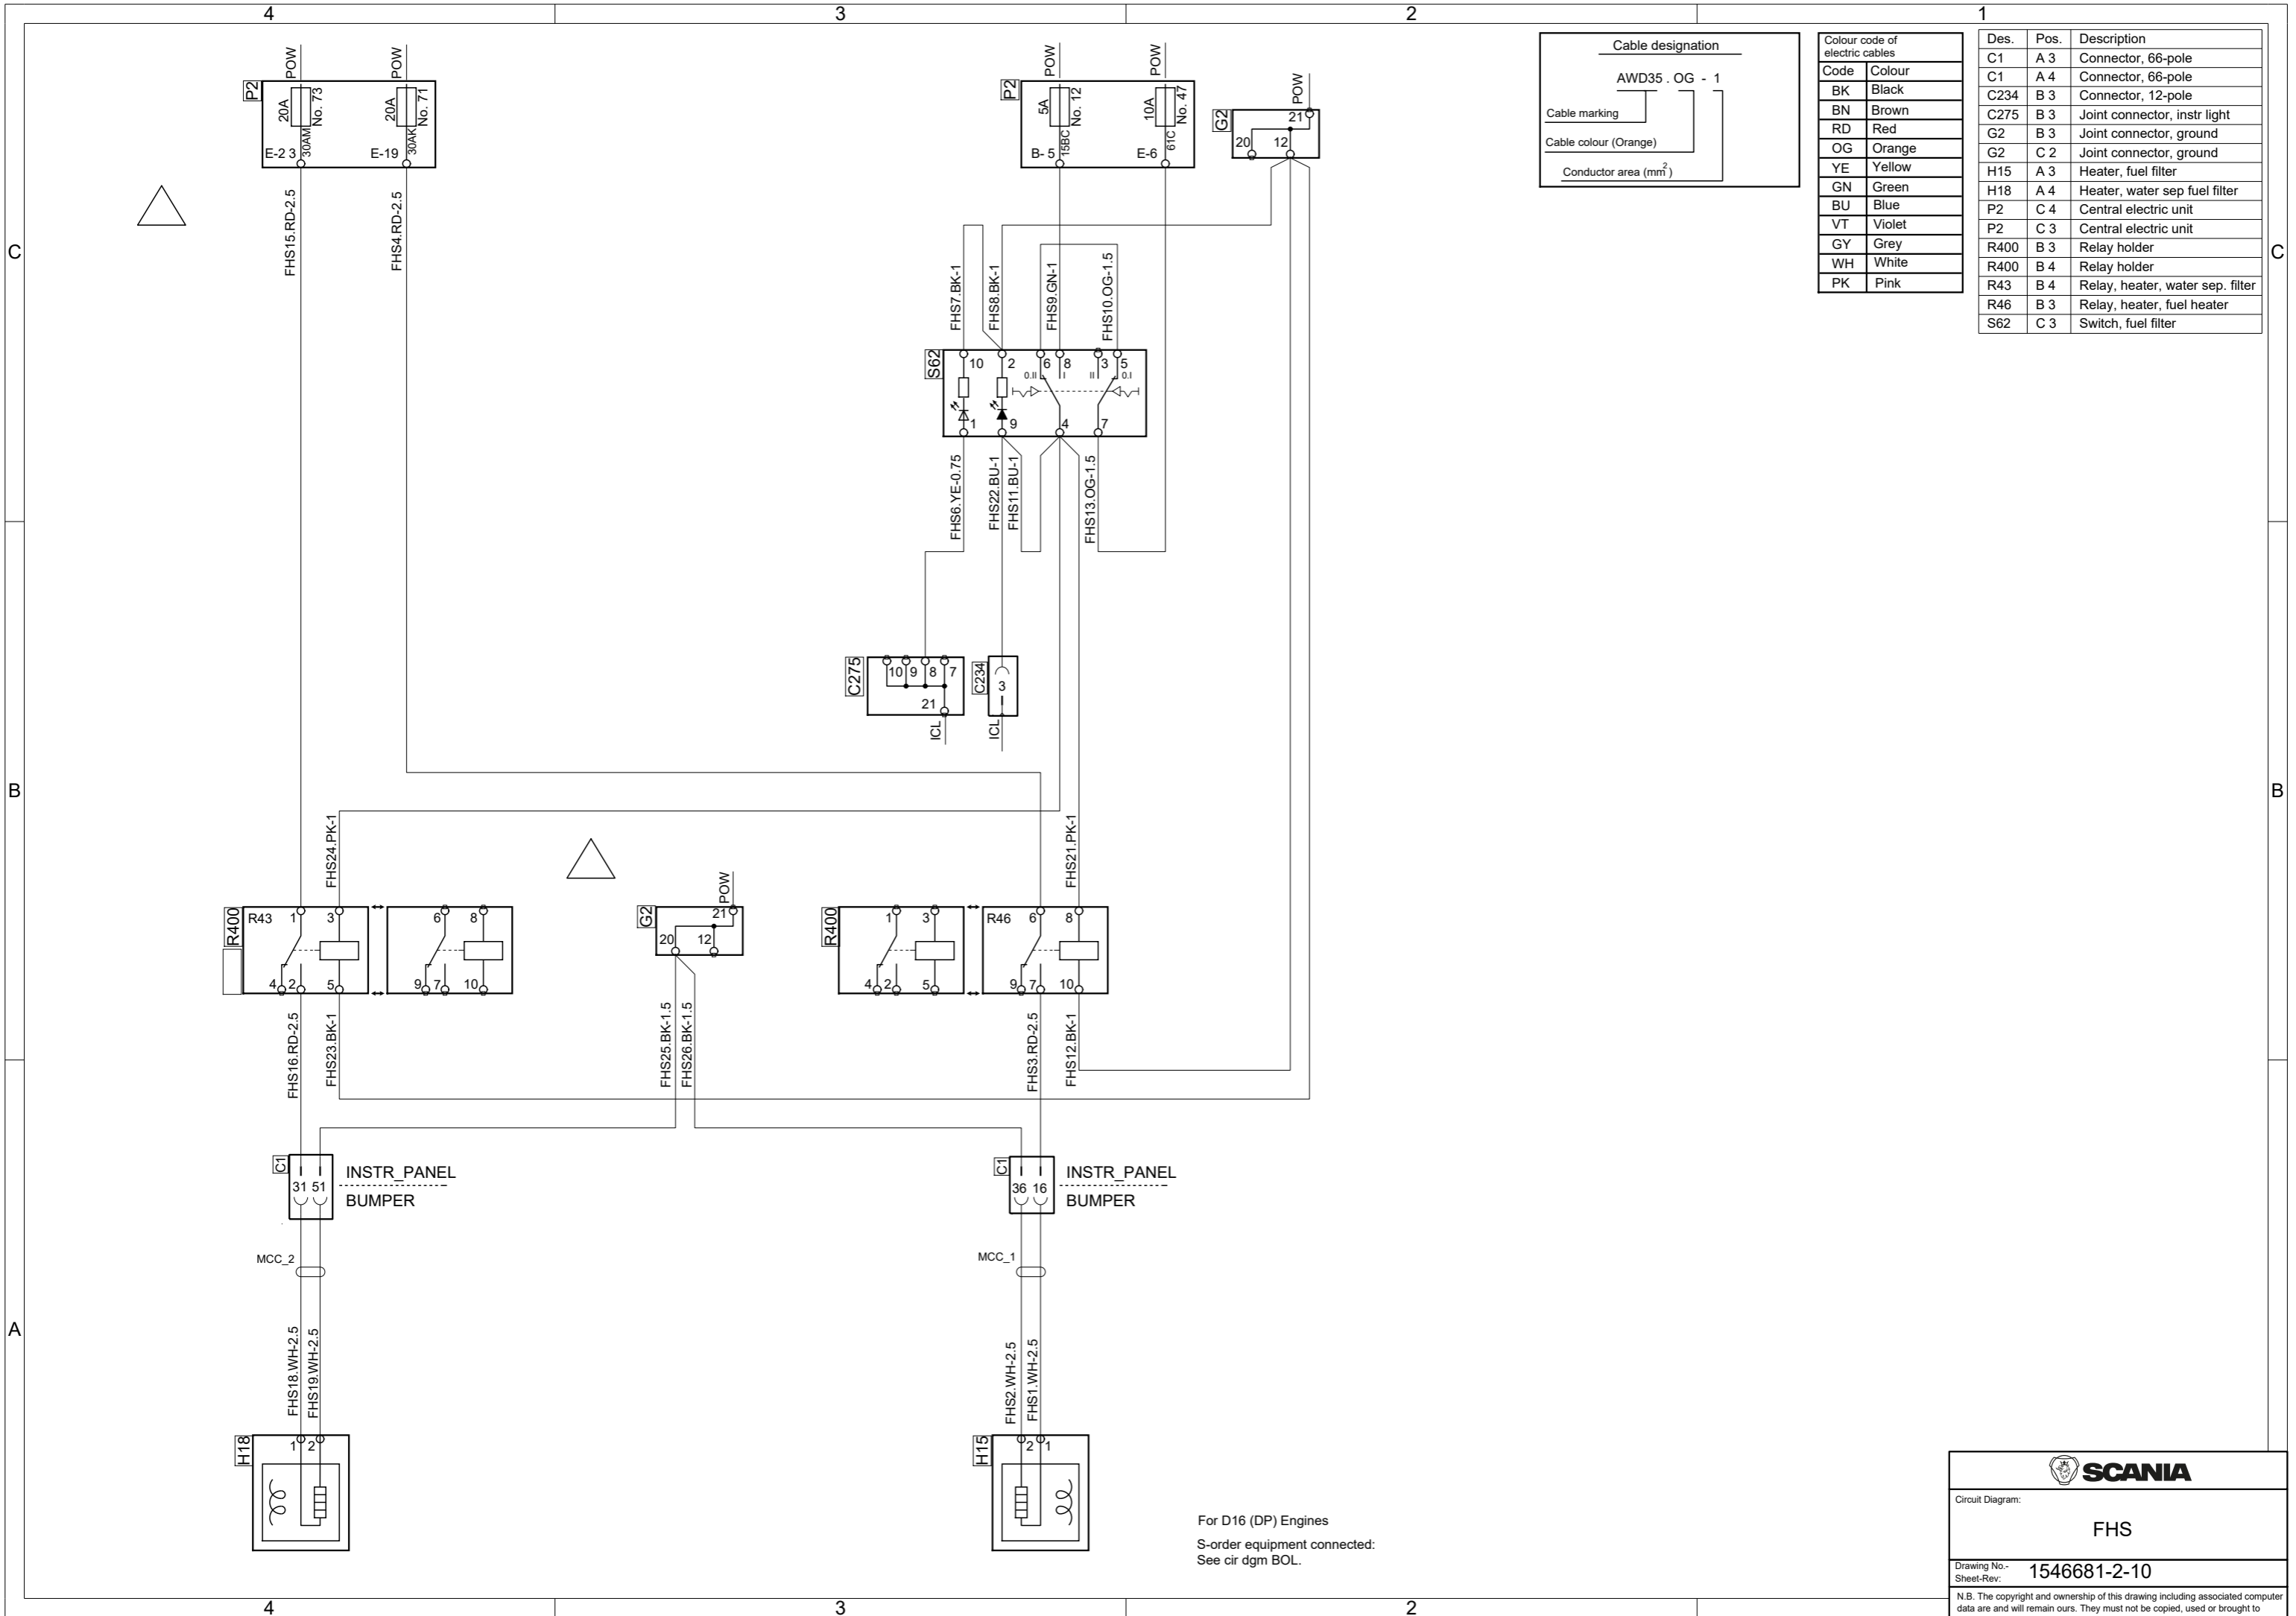 4 3 2 1
C C
B B
A A
4 3 2
P2
POW POW
20A No. 73 20A No. 71
30AM 30AK
E-2 3 E-19
P2
POW POW
5A No. 12 10A No. 47
15BC 61C
B- 5 E-6
G2
POW
21
20 12
Cable designation
AWD35 . OG - 1
Cable marking
Cable colour (Orange)
Conductor area (mm2)
Colour code of
electric cables
Code Colour
BK Black
BN Brown
RD Red
OG Orange
YE Yellow
GN Green
BU Blue
VT Violet
GY Grey
WH White
PK Pink
Des. Pos. Description
C1 A 3 Connector, 66-pole
C1 A 4 Connector, 66-pole
C234 B 3 Connector, 12-pole
C275 B 3 Joint connector, instr light
G2 B 3 Joint connector, ground
G2 C 2 Joint connector, ground
H15 A 3 Heater, fuel filter
H18 A 4 Heater, water sep fuel filter
P2 C 4 Central electric unit
P2 C 3 Central electric unit
R400 B 3 Relay holder
R400 B 4 Relay holder
R43 B 4 Relay, heater, water sep. filter
R46 B 3 Relay, heater, fuel heater
S62 C 3 Switch, fuel filter
FHS15.RD-2.5
FHS4.RD-2.5
FHS7.BK-1
FHS8.BK-1
FHS9.GN-1
FHS10.OG-1.5
S62
10 2 6 8 3 5
0.II I II 0.I
1 9 4 7
FHS6.YE-0.75
FHS22.BU-1
FHS11.BU-1
FHS13.OG-1.5
C275
10 9 8 7
21
ICL
C234
3
ICL
FHS24.PK-1
FHS21.PK-1
R400
R43 1 3 6 8
4 2 5 9 7 10
G2
POW
21
20 12
R400
1 3 R46 6 8
4 2 5 9 7 10
FHS16.RD-2.5
FHS23.BK-1
FHS25.BK-1.5
FHS26.BK-1.5
FHS3.RD-2.5
FHS12.BK-1
C1
31 51
INSTR_PANEL
BUMPER
C1
36 16
INSTR_PANEL
BUMPER
MCC_2
MCC_1
FHS18.WH-2.5
FHS19.WH-2.5
FHS2.WH-2.5
FHS1.WH-2.5
H18
1 2
H15
2 1
For D16 (DP) Engines
S-order equipment connected:
See cir dgm BOL.
SCANIA
Circuit Diagram:
FHS
Drawing No.-
Sheet-Rev: 1546681-2-10
N.B. The copyright and ownership of this drawing including associated computer
data are and will remain ours. They must not be copied, used or brought to